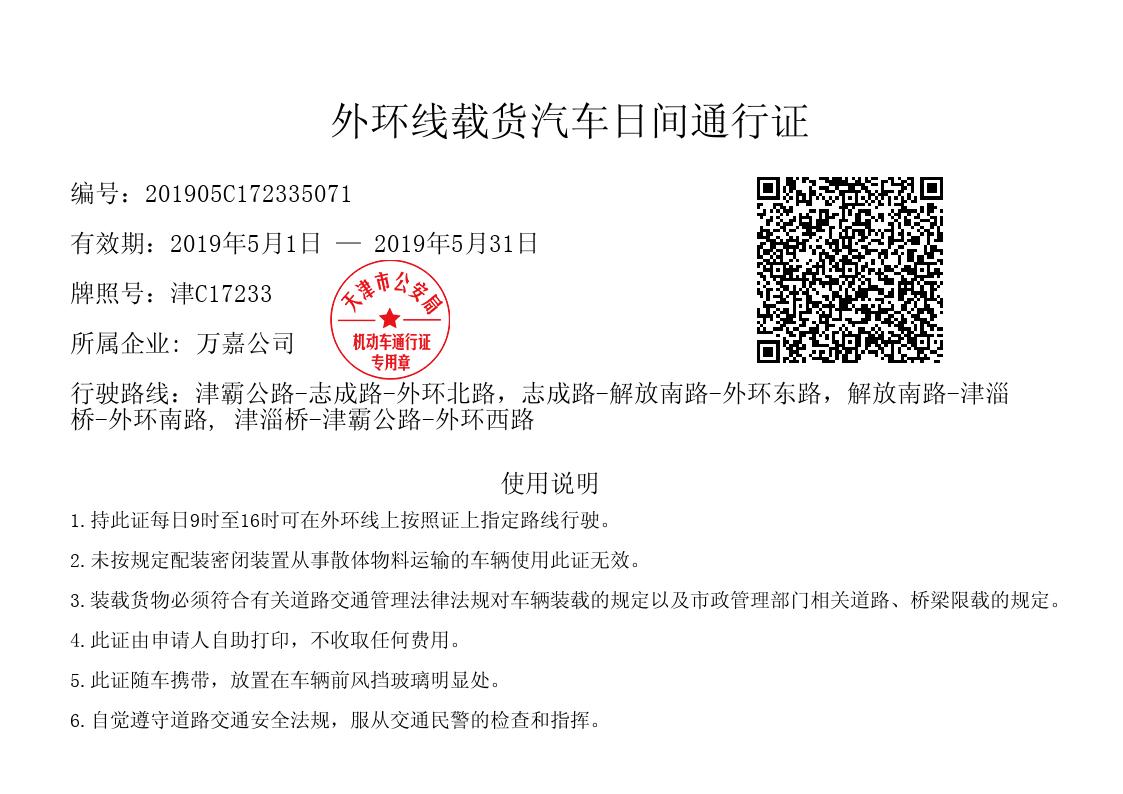 外环线载货汽车日间通行证
编号：201905C172335071
有效期：2019年5月1日 — 2019年5月31日
牌照号：津C17233
天津市公安局
机动车通行证
专用章
所属企业： 万嘉公司
行驶路线：津霸公路-志成路-外环北路，志成路-解放南路-外环东路，解放南路-津淄
桥-外环南路, 津淄桥-津霸公路-外环西路
使用说明
1.持此证每日9时至16时可在外环线上按照证上指定路线行驶。
2.未按规定配装密闭装置从事散体物料运输的车辆使用此证无效。
3.装载货物必须符合有关道路交通管理法律法规对车辆装载的规定以及市政管理部门相关道路、桥梁限载的规定。
4.此证由申请人自助打印，不收取任何费用。
5.此证随车携带，放置在车辆前风挡玻璃明显处。
6.自觉遵守道路交通安全法规，服从交通民警的检查和指挥。